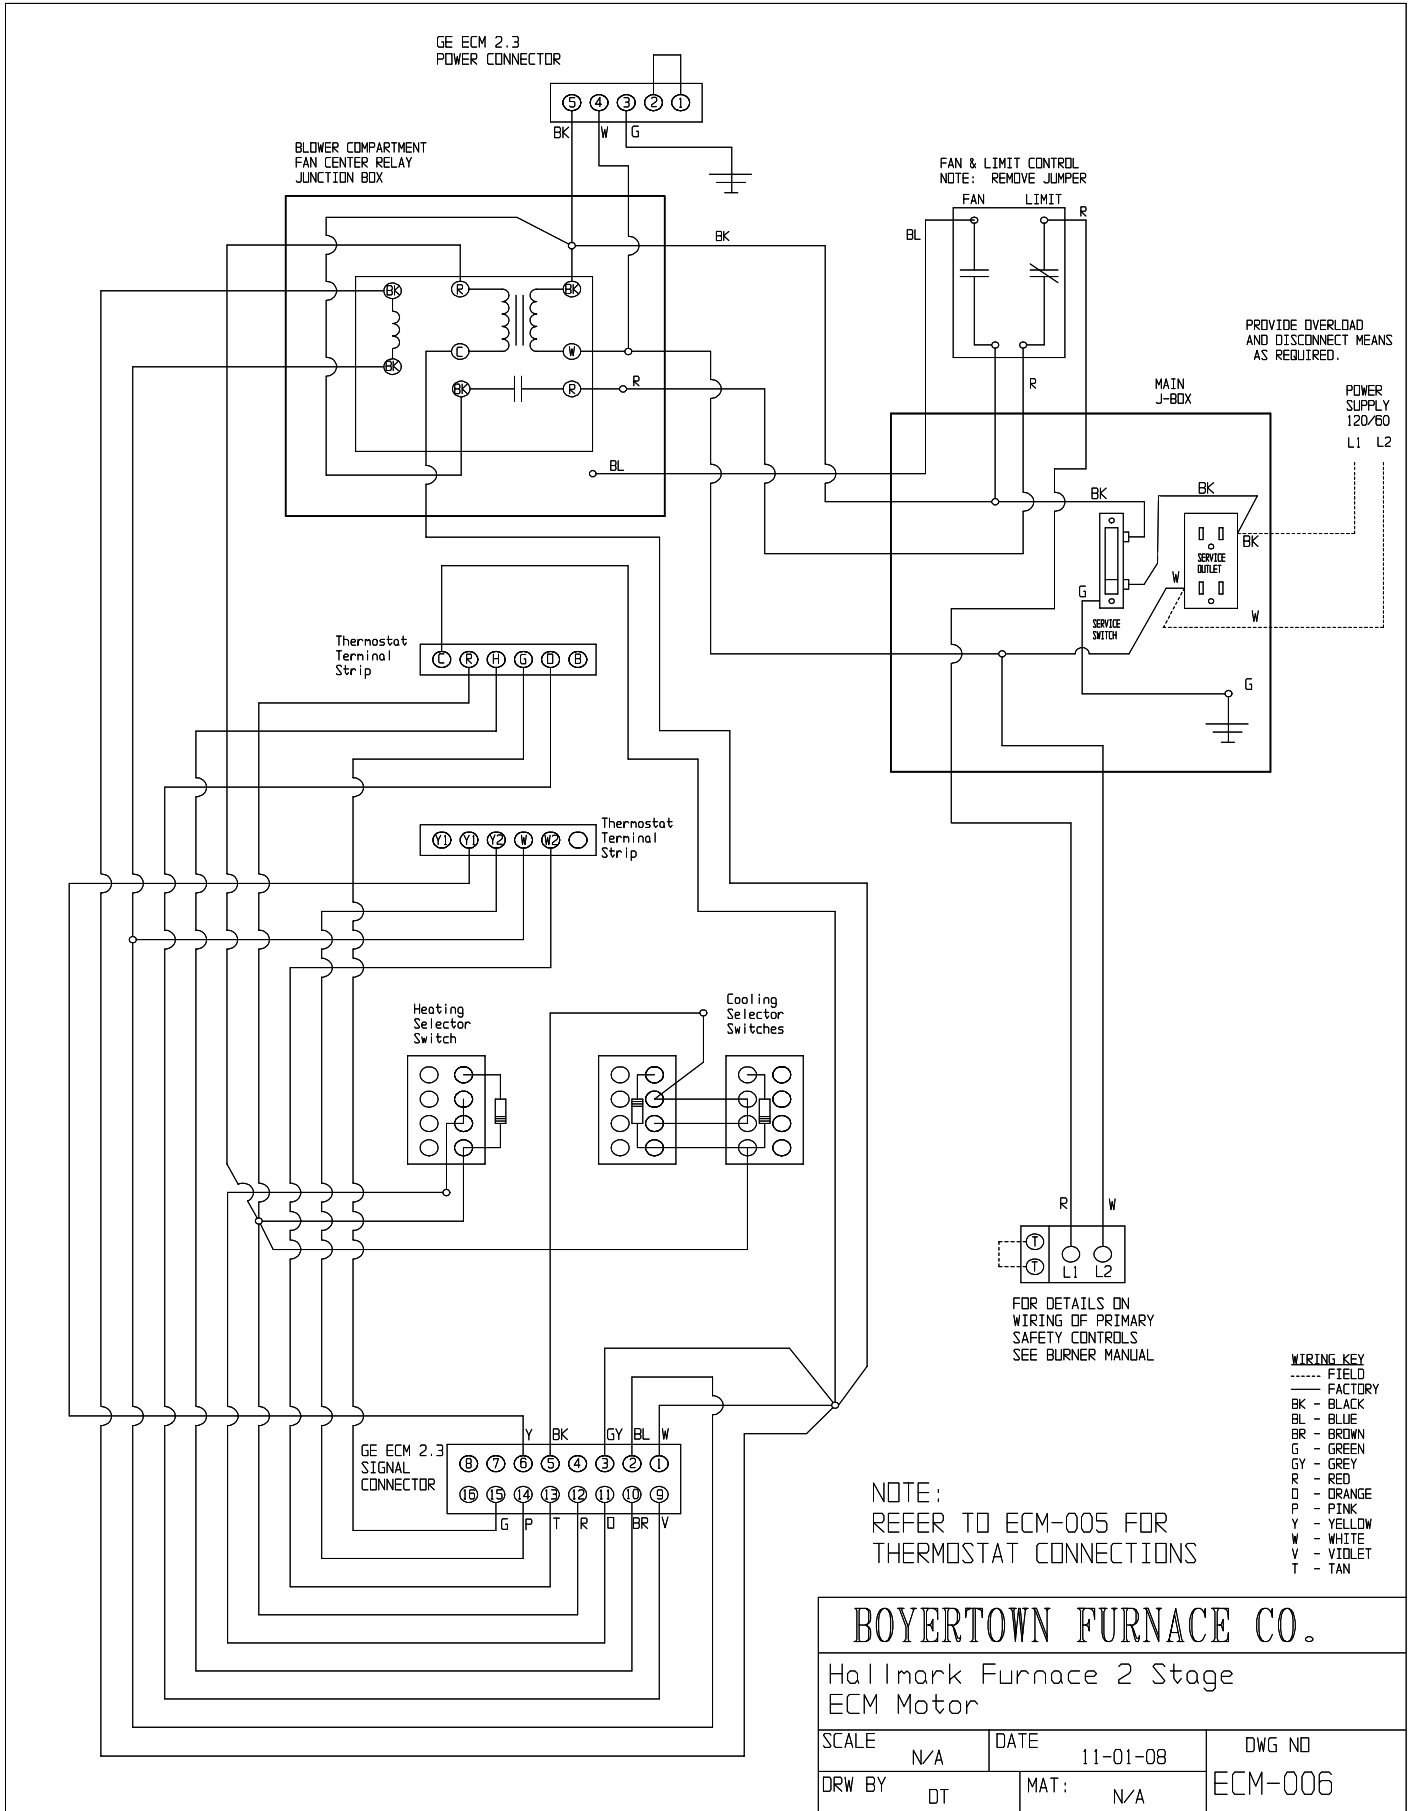 GE ECM 2.3
POWER CONNECTOR
5 4 3 2 1
BK W G
BLOWER COMPARTMENT
FAN CENTER RELAY
JUNCTION BOX
FAN & LIMIT CONTROL
NOTE: REMOVE JUMPER
FAN LIMIT
R
BL
BK
BK R BK
C W
BK
BK R R
BL
R
PROVIDE OVERLOAD
AND DISCONNECT MEANS
AS REQUIRED.
MAIN
J-BOX
POWER
SUPPLY
120/60
L1 L2
BK BK
BK
SERVICE
OUTLET
W
G
W
SERVICE
SWITCH
G
Thermostat
Terminal
Strip
C R H G O B
Thermostat
Terminal
Strip
Y1 Y1 Y2 W W2
Heating
Selector
Switch
Cooling
Selector
Switches
R W
T
T
L1 L2
FOR DETAILS ON
WIRING OF PRIMARY
SAFETY CONTROLS
SEE BURNER MANUAL
WIRING KEY
------ FIELD
—— FACTORY
BK - BLACK
BL - BLUE
BR - BROWN
G - GREEN
GY - GREY
R - RED
O - ORANGE
P - PINK
Y - YELLOW
W - WHITE
V - VIOLET
T - TAN
Y BK GY BL W
GE ECM 2.3
SIGNAL
CONNECTOR
8 7 6 5 4 3 2 1
16 15 14 13 12 11 10 9
G P T R O BR V
NOTE:
REFER TO ECM-005 FOR
THERMOSTAT CONNECTIONS
BOYERTOWN FURNACE CO.
Hallmark Furnace 2 Stage
ECM Motor
SCALE N/A
DATE 11-01-08
DWG NO
ECM-006
DRW BY DT
MAT: N/A